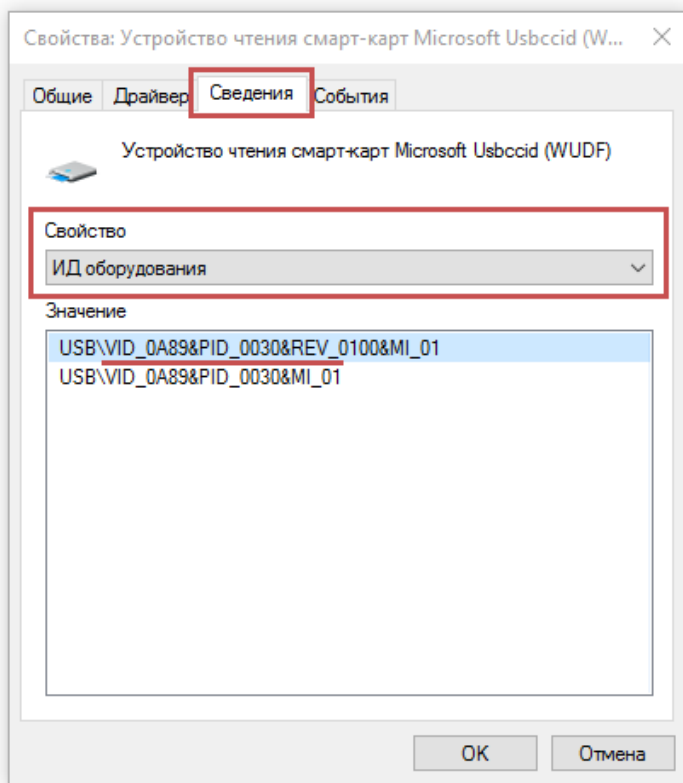 Свойства: Устройство чтения смарт-карт Microsoft Usbccid (W...
Общие Драйвер Сведения События
Устройство чтения смарт-карт Microsoft Usbccid (WUDF)
Свойство
ИД оборудования
Значение
USB\VID_0A89&PID_0030&REV_0100&MI_01
USB\VID_0A89&PID_0030&MI_01
OK Отмена